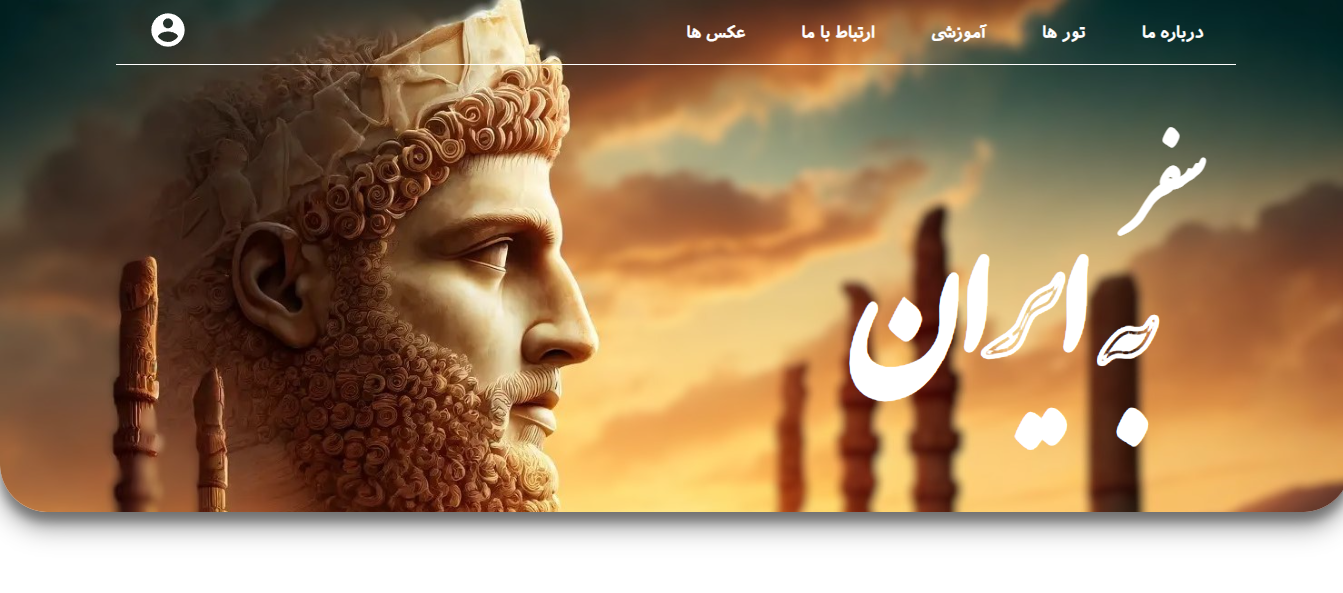 درباره ما
تور ها
آموزشی
ارتباط با ما
عکس ها
سفر
به ایران